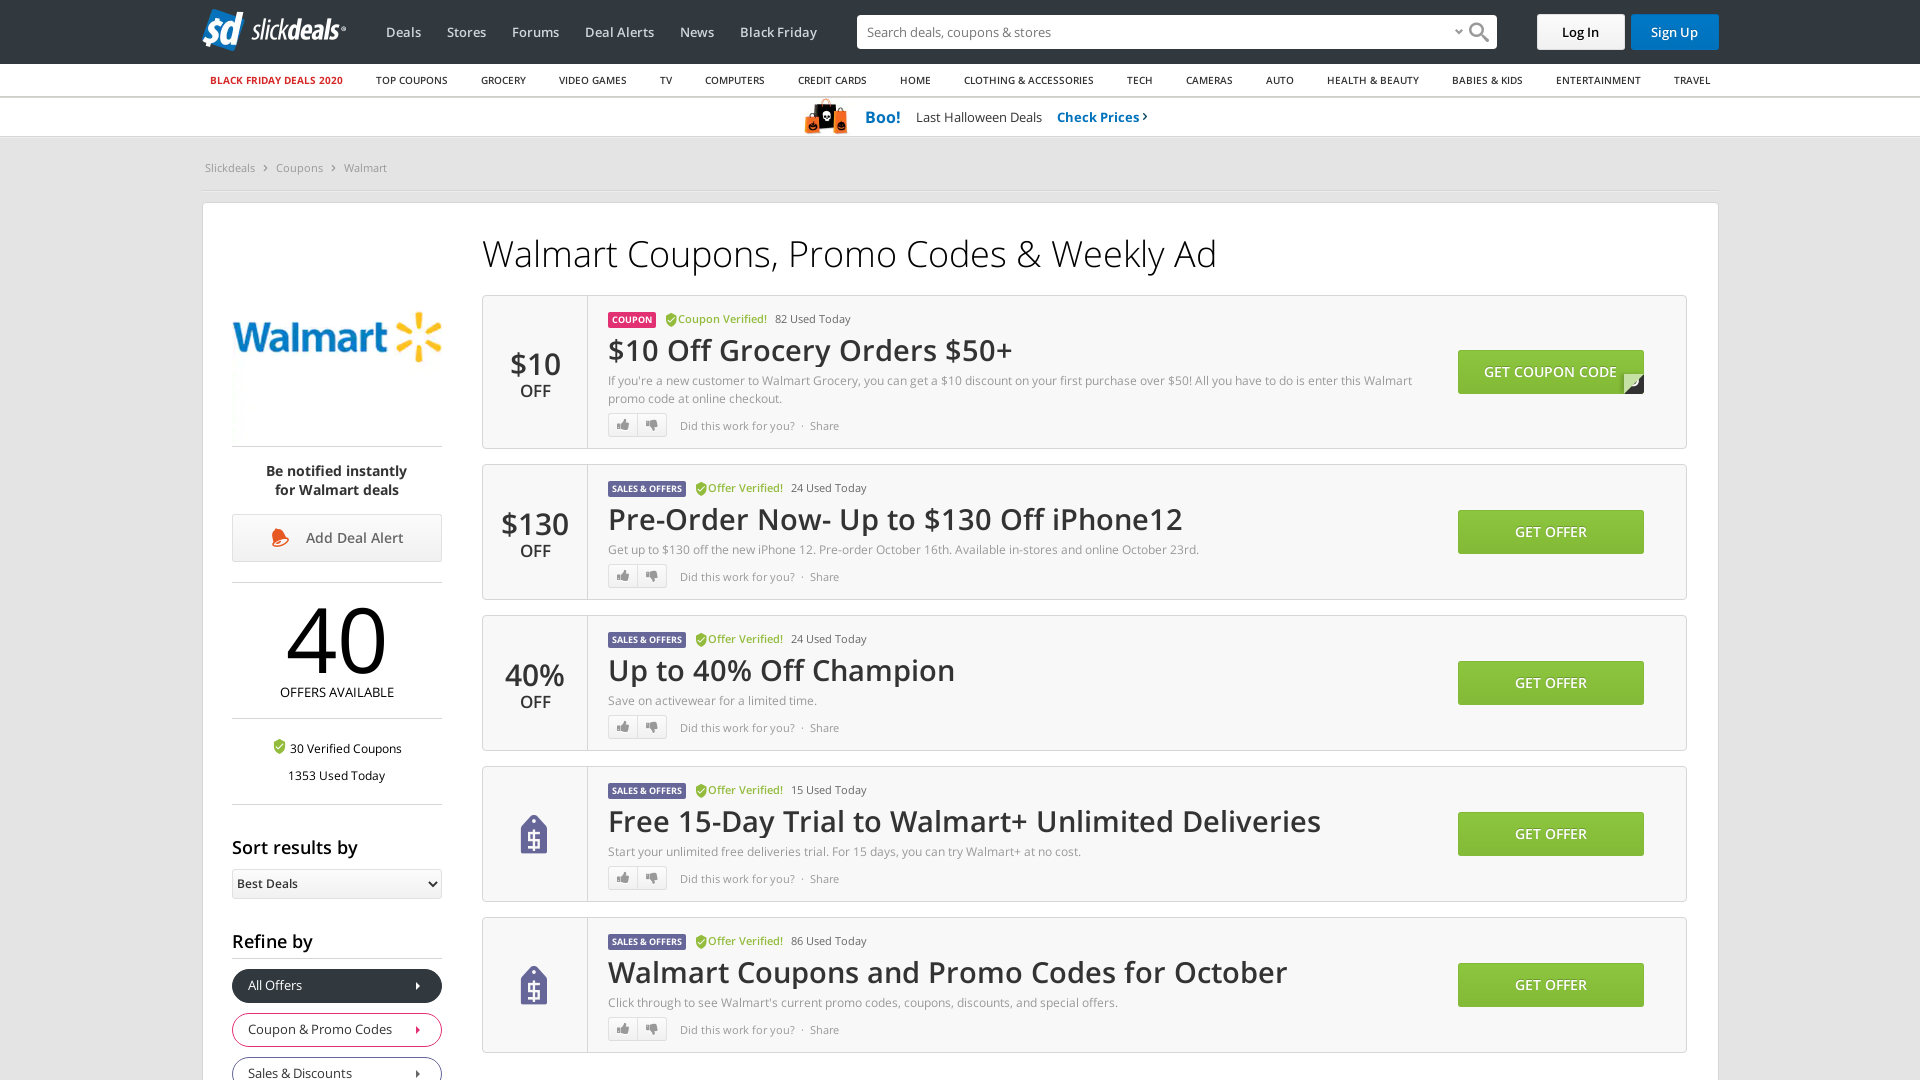 slickdeals
Deals
Stores
Forums
Deal Alerts
News
Black Friday
Search deals, coupons & stores
Log In
Sign Up
BLACK FRIDAY DEALS 2020
TOP COUPONS
GROCERY
VIDEO GAMES
TV
COMPUTERS
CREDIT CARDS
HOME
CLOTHING & ACCESSORIES
TECH
CAMERAS
AUTO
HEALTH & BEAUTY
BABIES & KIDS
ENTERTAINMENT
TRAVEL
Boo! Last Halloween Deals Check Prices
Slickdeals > Coupons > Walmart
Walmart
Be notified instantly
for Walmart deals
Add Deal Alert
40
OFFERS AVAILABLE
30 Verified Coupons
1353 Used Today
Sort results by
Best Deals
Refine by
All Offers
Coupon & Promo Codes
Sales & Discounts
Walmart Coupons, Promo Codes & Weekly Ad
$10
OFF
COUPON Coupon Verified! 82 Used Today
$10 Off Grocery Orders $50+
If you're a new customer to Walmart Grocery, you can get a $10 discount on your first purchase over $50! All you have to do is enter this Walmart
promo code at online checkout.
Did this work for you? · Share
GET COUPON CODE
$130
OFF
SALES & OFFERS Offer Verified! 24 Used Today
Pre-Order Now- Up to $130 Off iPhone12
Get up to $130 off the new iPhone 12. Pre-order October 16th. Available in-stores and online October 23rd.
Did this work for you? · Share
GET OFFER
40%
OFF
SALES & OFFERS Offer Verified! 24 Used Today
Up to 40% Off Champion
Save on activewear for a limited time.
Did this work for you? · Share
GET OFFER
SALES & OFFERS Offer Verified! 15 Used Today
Free 15-Day Trial to Walmart+ Unlimited Deliveries
Start your unlimited free deliveries trial. For 15 days, you can try Walmart+ at no cost.
Did this work for you? · Share
GET OFFER
SALES & OFFERS Offer Verified! 86 Used Today
Walmart Coupons and Promo Codes for October
Click through to see Walmart's current promo codes, coupons, discounts, and special offers.
Did this work for you? · Share
GET OFFER